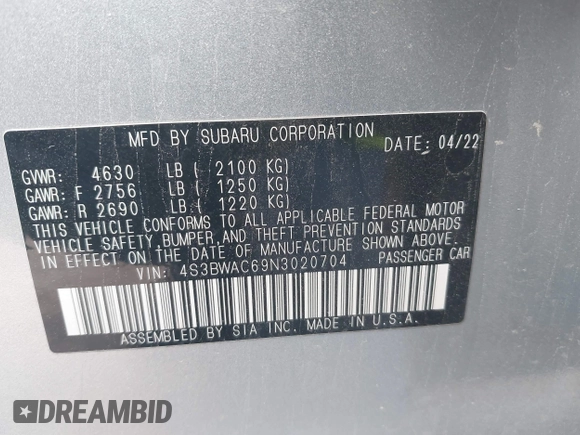 MFD BY SUBARU CORPORATION DATE: 04/22
GVWR: 4630 LB ( 2100 KG)
GAWR: F 2756 LB ( 1250 KG)
GAWR: R 2690 LB ( 1220 KG)
THIS VEHICLE CONFORMS TO ALL APPLICABLE FEDERAL MOTOR
VEHICLE SAFETY, BUMPER, AND THEFT PREVENTION STANDARDS
IN EFFECT ON THE DATE OF MANUFACTURE SHOWN ABOVE.
VIN: 4S3BWAC69N3020704 PASSENGER CAR
ASSEMBLED BY SIA INC. MADE IN U.S.A.
DREAMBID